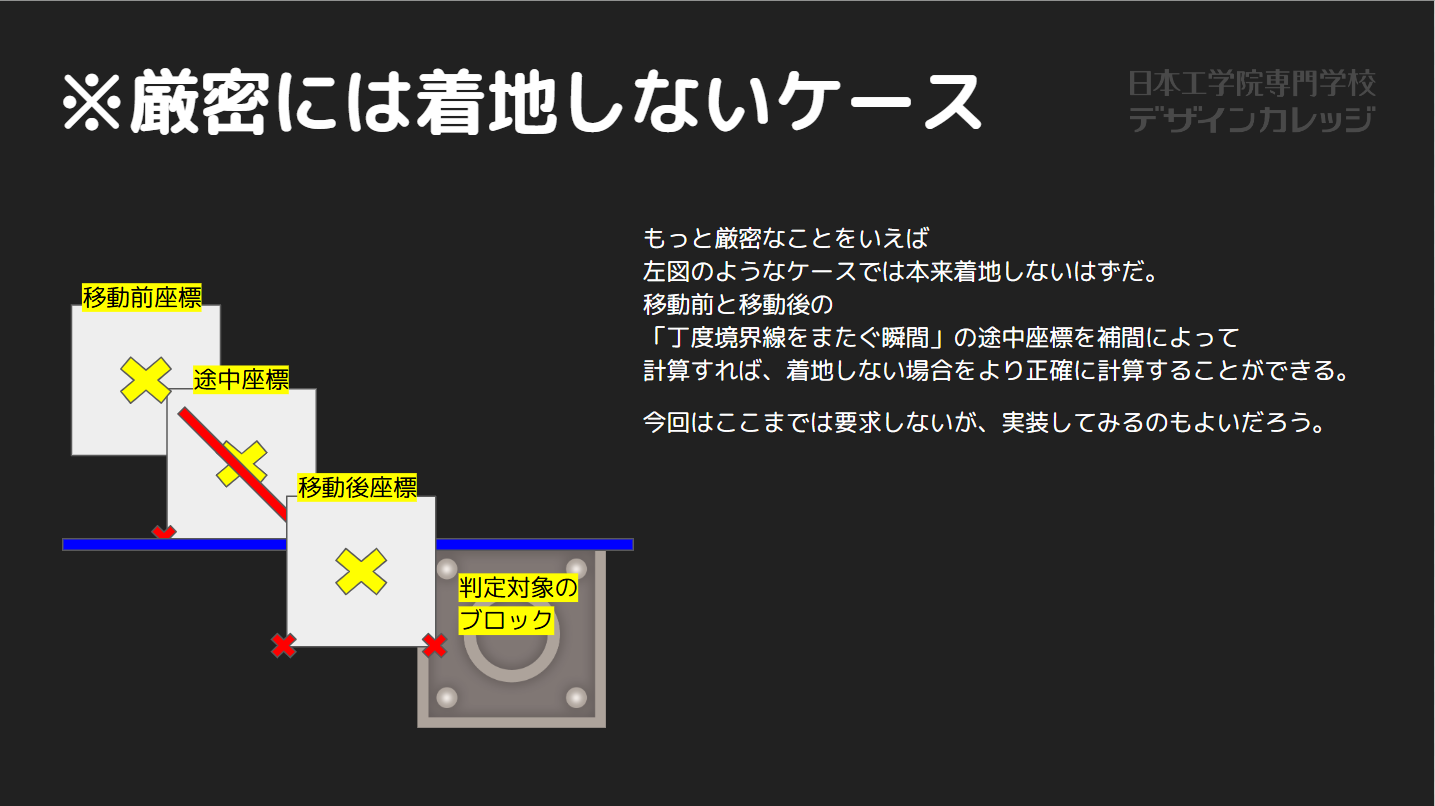 ※厳密には着地しないケース
日本工学院専門学校
デザインカレッジ
もっと厳密なことをいえば
左図のようなケースでは本来着地しないはずだ。
移動前と移動後の
「丁度境界線をまたぐ瞬間」の途中座標を補間によって
計算すれば、着地しない場合をより正確に計算することができる。
今回はここまでは要求しないが、実装してみるのもよいだろう。
移動前座標
途中座標
移動後座標
判定対象の
ブロック